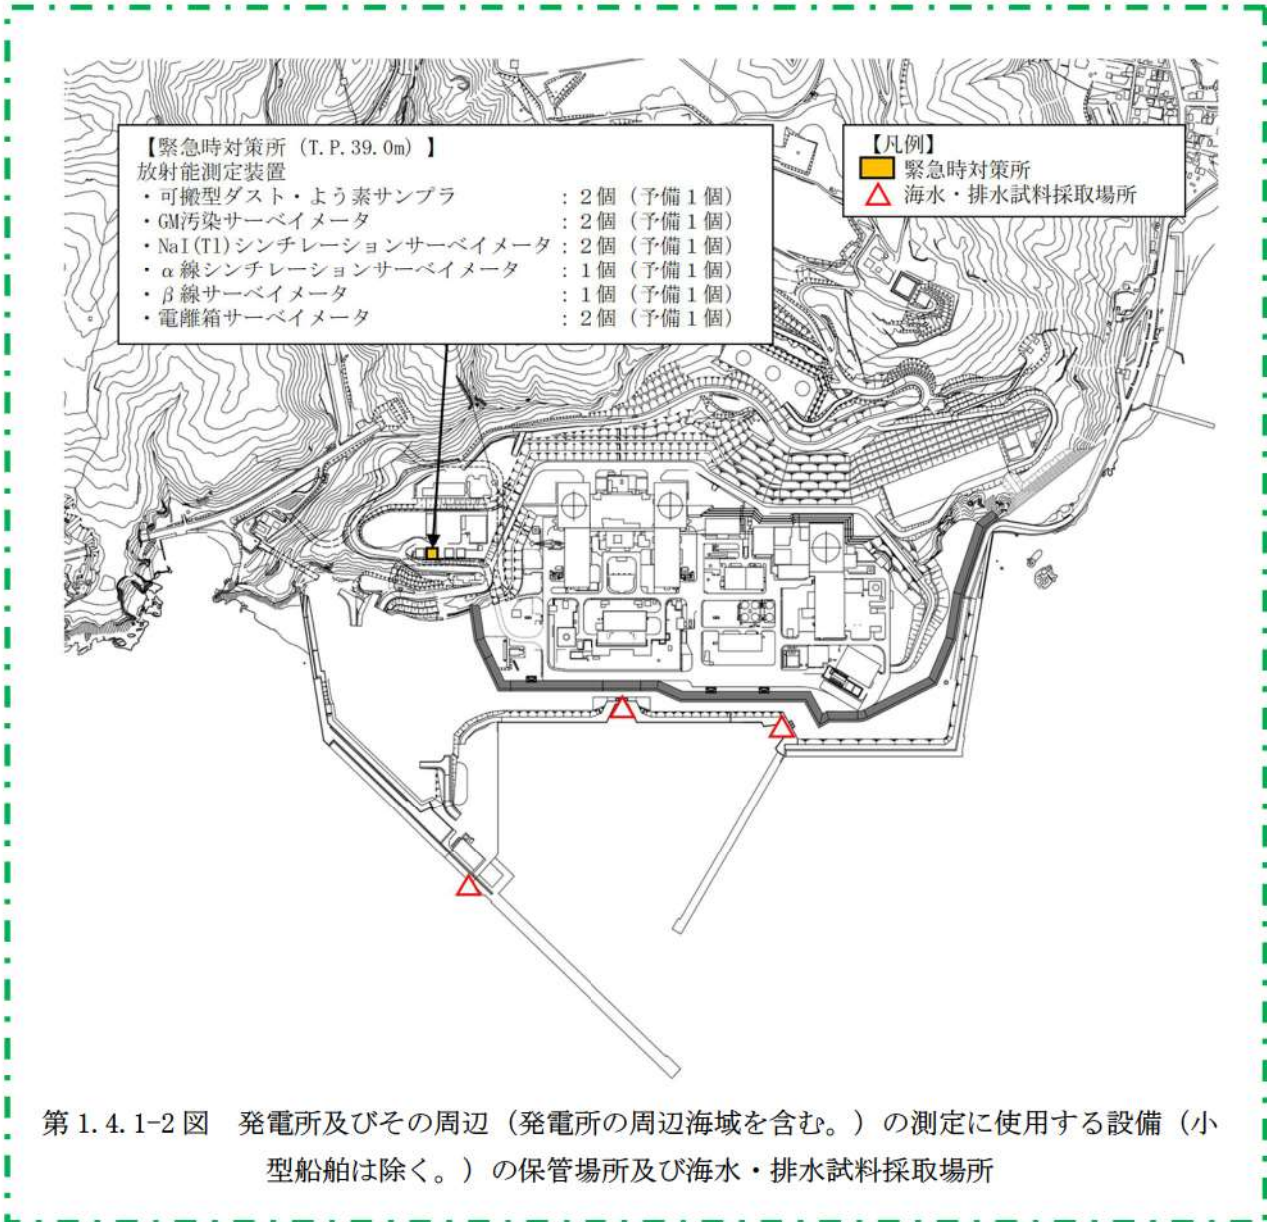 【緊急時対策所(T.P.39.0m)】
放射能測定装置
・可搬型ダスト・よう素サンプラ : 2個(予備1個)
・GM汚染サーベイメータ : 2個(予備1個)
・NaI(Tl)シンチレーションサーベイメータ : 2個(予備1個)
・α線シンチレーションサーベイメータ : 1個(予備1個)
・β線サーベイメータ : 1個(予備1個)
・電離箱サーベイメータ : 2個(予備1個)
【凡例】
緊急時対策所
海水・排水試料採取場所
第1.4.1-2図 発電所及びその周辺(発電所の周辺海域を含む。)の測定に使用する設備(小
型船舶は除く。)の保管場所及び海水・排水試料採取場所